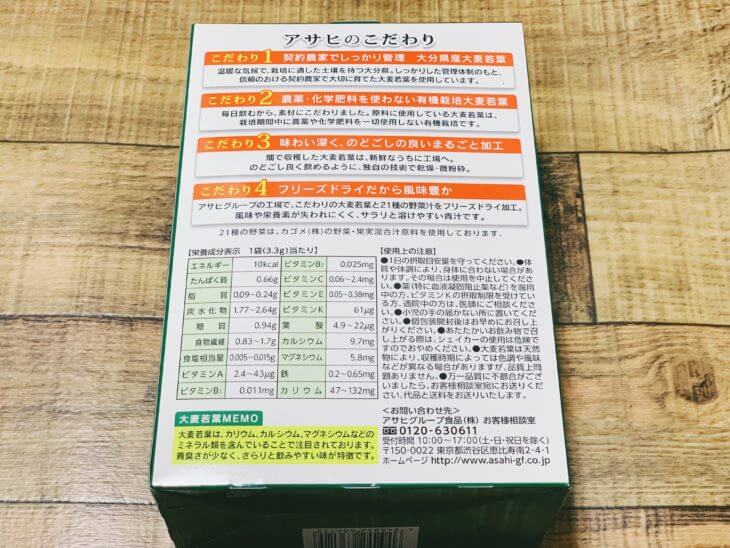 アサヒのこだわり
こだわり1 契約農家でしっかり管理 大分県産大麦若葉
温暖な気候で、栽培に適した土壌を持つ大分県。しっかりした管理体制のもと、
信頼のおける契約農家で大切に育てた大麦若葉を使用しています。
こだわり2 農薬・化学肥料を使わない有機栽培大麦若葉
毎日飲むから、素材にこだわりました。原料に使用している大麦若葉は、
栽培期間中に農薬や化学肥料を一切使用しない有機栽培です。
こだわり3 味わい深く、のどごしの良いまるごと加工
畑で収穫した大麦若葉は、新鮮なうちに工場へ。
のどごし良く飲めるように、独自の技術で乾燥・微粉砕。
こだわり4 フリーズドライだから風味豊か
アサヒグループの工場で、こだわりの大麦若葉と21種の野菜汁をフリーズドライ加工。
風味や栄養素が失われにくく、サラリと溶けやすい青汁です。
21種の野菜は、カゴメ(株)の野菜・果実混合汁原料を使用しております。
【栄養成分表示 1袋(3.3g)当たり】
エネルギー 10kcal ビタミンB₂ 0.025mg
たんぱく質 0.66g ビタミンC 0.06~2.4mg
脂質 0.09~0.24g ビタミンE 0.05~0.38mg
炭水化物 1.77~2.64g ビタミンK 61μg
糖質 0.94g 葉酸 4.9~22μg
食物繊維 0.83~1.7g カルシウム 9.7mg
食塩相当量 0.005~0.015g マグネシウム 5.8mg
ビタミンA 2.4~43μg 鉄 0.2~0.65mg
ビタミンB₁ 0.011mg カリウム 47~132mg
大麦若葉MEMO
大麦若葉は、カリウム、カルシウム、マグネシウムなどの
ミネラル類を含んでいることで注目されております。
青臭さが少なく、さらりと飲みやすい味が特徴です。
【使用上の注意】
●1日の摂取目安量を守ってください。●体
質や体調により、身体に合わない場合があり
ます。その場合は使用を中止してください。
●薬(特に血液凝固阻止薬など)を服用
中の方、ビタミンKの摂取制限を受けてい
る方、通院中の方は、医師にご相談くださ
い。●小児の手の届かない所に置いてくだ
さい。●個包装開封後はお早めにお召し上
がりください。●あたたかいお飲み物で召
し上がる際は、シェイカーの使用は危険で
すのでおやめください。●大麦若葉は天然
物により、収穫時期によっては色調や風味
などが異なる場合がありますが、品質上問
題ありません。●万一品質に不都合がござ
いましたら、お客様相談室宛にお送りくだ
さい。代品と送料をお送りいたします。
<お問い合わせ先>
アサヒグループ食品(株) お客様相談室
0120-630611
受付時間 10:00~17:00(土・日・祝日を除く)
〒150-0022 東京都渋谷区恵比寿南2-4-1
ホームページ http://www.asahi-gf.co.jp